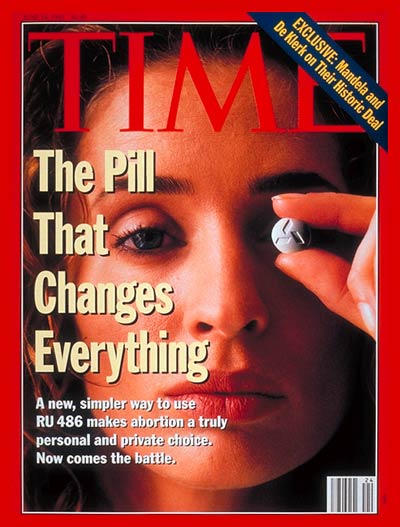 TIME
EXCLUSIVE: Mandela and
De Klerk on Their Historic Deal
The Pill
That
Changes
Everything
A new, simpler way to use
RU 486 makes abortion a truly
personal and private choice.
Now comes the battle.
24